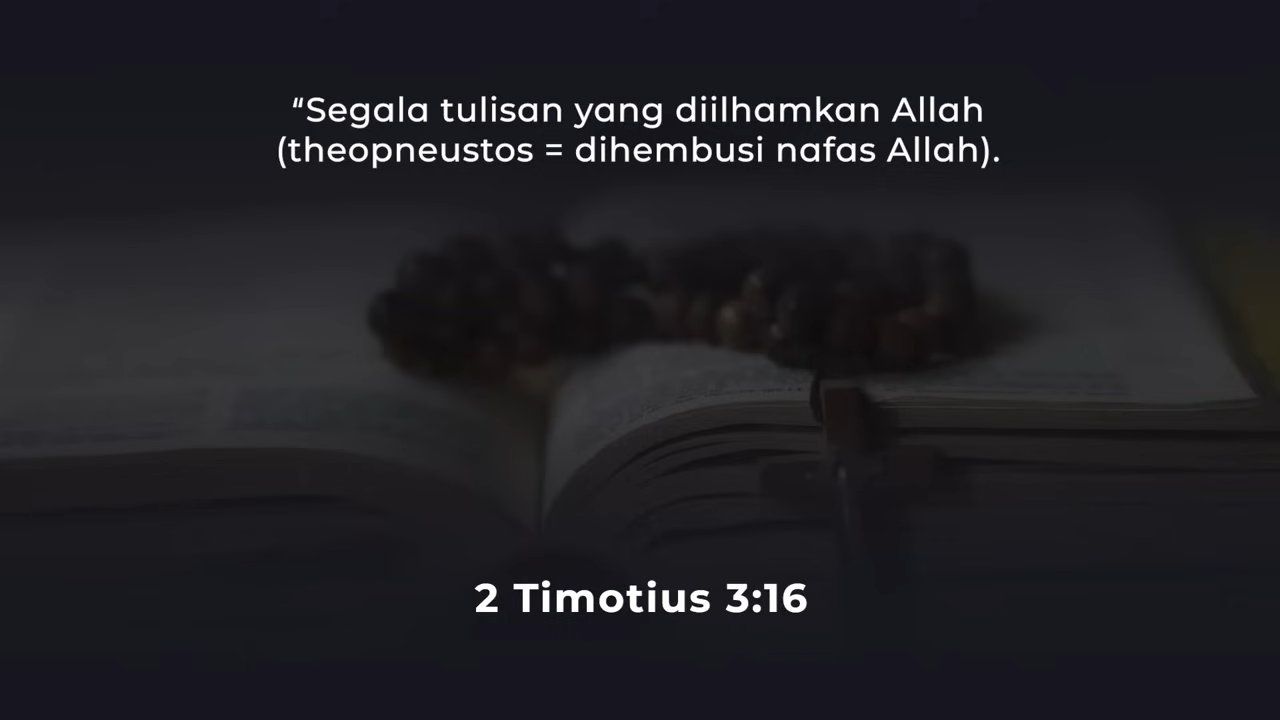 “Segala tulisan yang diilhamkan Allah
(theopneustos = dihembusi nafas Allah).
2 Timotius 3:16